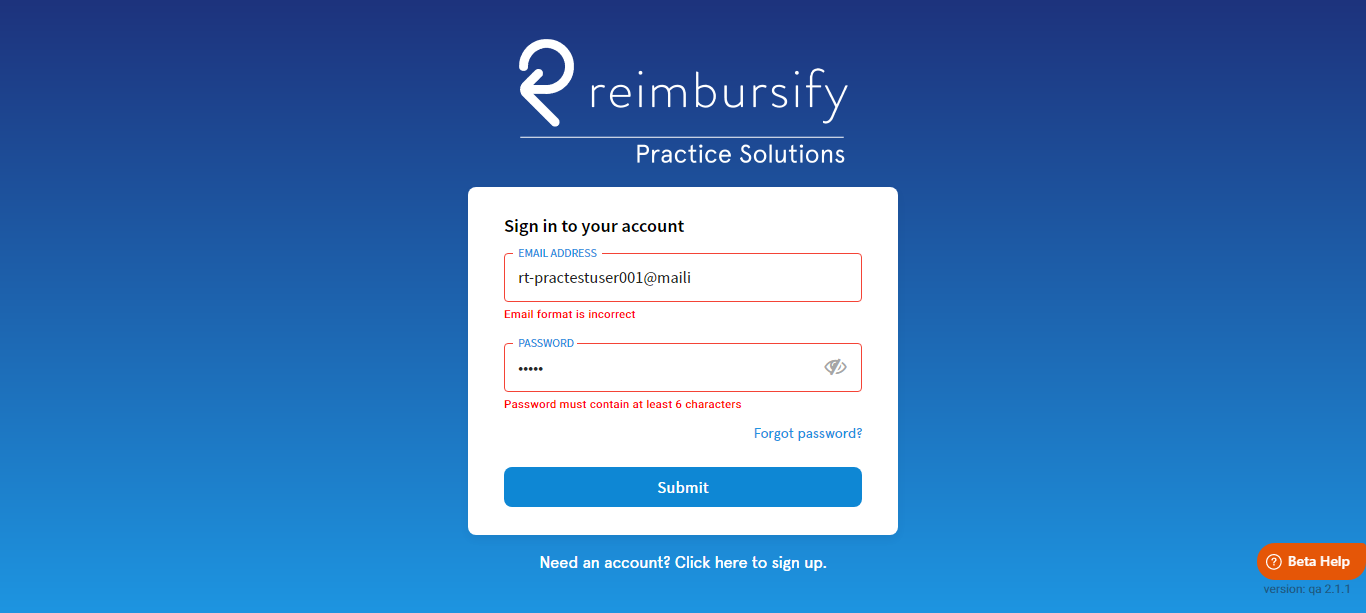 reimbursify
Practice Solutions
Sign in to your account
EMAIL ADDRESS
rt-practestuser001@maili
Email format is incorrect
PASSWORD
•••••
Password must contain at least 6 characters
Forgot password?
Submit
Need an account? Click here to sign up.
? Beta Help
version: qa 2.1.1